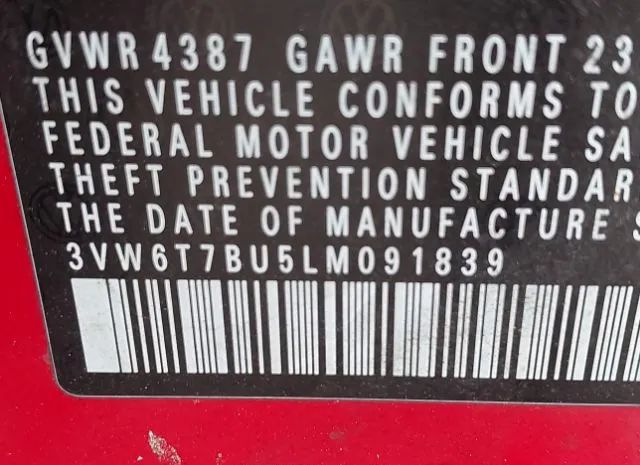 GVWR 4387 GAWR FRONT 23
THIS VEHICLE CONFORMS TO
FEDERAL MOTOR VEHICLE SA
THEFT PREVENTION STANDAR
THE DATE OF MANUFACTURE S
3VW6T7BU5LM091839